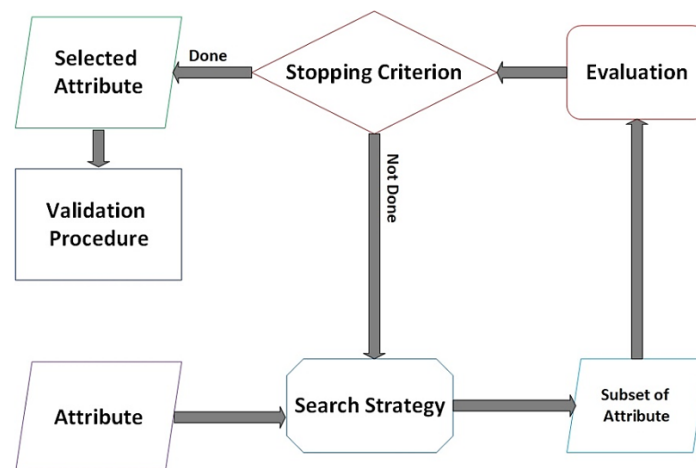 Selected
Attribute
Done
Stopping Criterion
Evaluation
Not Done
Validation
Procedure
Attribute
Search Strategy
Subset of
Attribute